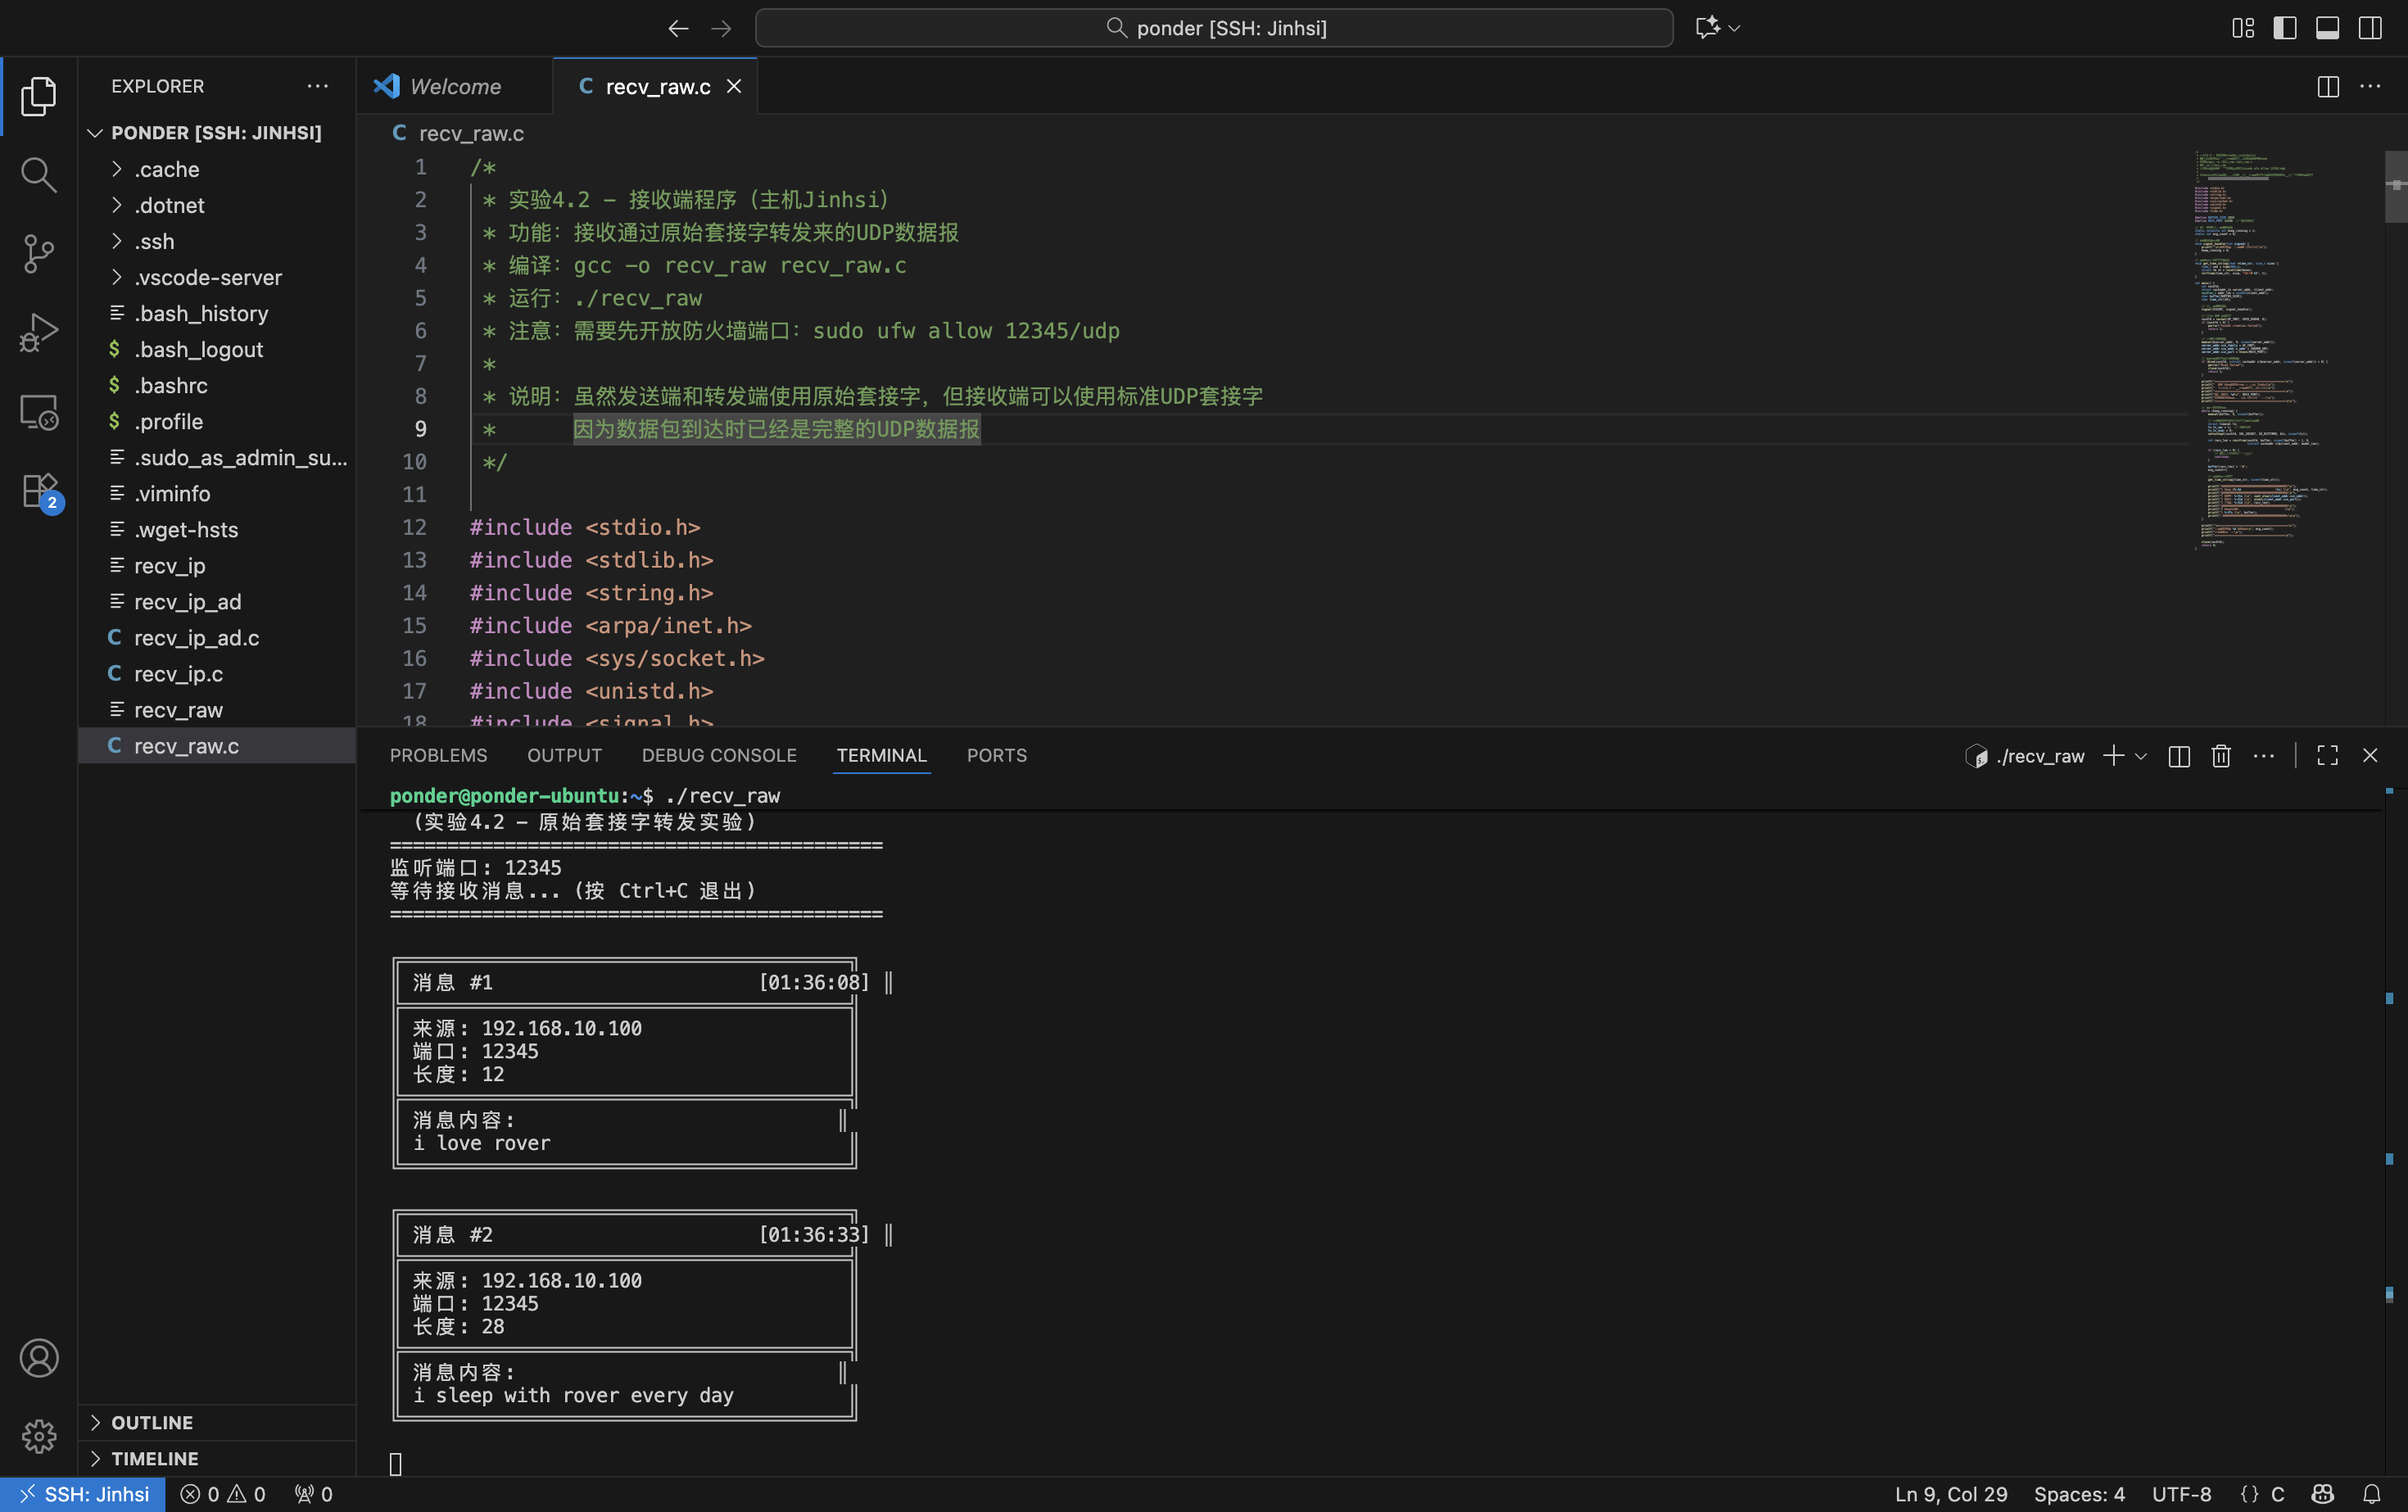 ponder [SSH: Jinhsi]
EXPLORER
PONDER [SSH: JINHSI]
.cache
.dotnet
.ssh
.vscode-server
.bash_history
$ .bash_logout
$ .bashrc
$ .profile
.sudo_as_admin_su...
.viminfo
.wget-hsts
recv_ip
recv_ip_ad
C recv_ip_ad.c
C recv_ip.c
recv_raw
C recv_raw.c
OUTLINE
TIMELINE
2
Welcome
C recv_raw.c
C recv_raw.c
1 /*
2 * 实验4.2 - 接收端程序（主机Jinhsi）
3 * 功能：接收通过原始套接字转发来的UDP数据报
4 * 编译：gcc -o recv_raw recv_raw.c
5 * 运行：./recv_raw
6 * 注意：需要先开放防火墙端口：sudo ufw allow 12345/udp
7 *
8 * 说明：虽然发送端和转发端使用原始套接字，但接收端可以使用标准UDP套接字
9 * 因为数据包到达时已经是完整的UDP数据报
10 */
11
12 #include <stdio.h>
13 #include <stdlib.h>
14 #include <string.h>
15 #include <arpa/inet.h>
16 #include <sys/socket.h>
17 #include <unistd.h>
18 #include <signal.h>
PROBLEMS OUTPUT DEBUG CONSOLE TERMINAL PORTS
./recv_raw
ponder@ponder-ubuntu:~$ ./recv_raw
(实验4.2 - 原始套接字转发实验)
===========================================
监听端口: 12345
等待接收消息... (按 Ctrl+C 退出)
===========================================
消息 #1 [01:36:08] ║
来源: 192.168.10.100
端口: 12345
长度: 12
消息内容: ║
i love rover
消息 #2 [01:36:33] ║
来源: 192.168.10.100
端口: 12345
长度: 28
消息内容: ║
i sleep with rover every day
SSH: Jinhsi 0 0 0
Ln 9, Col 29 Spaces: 4 UTF-8 {} C